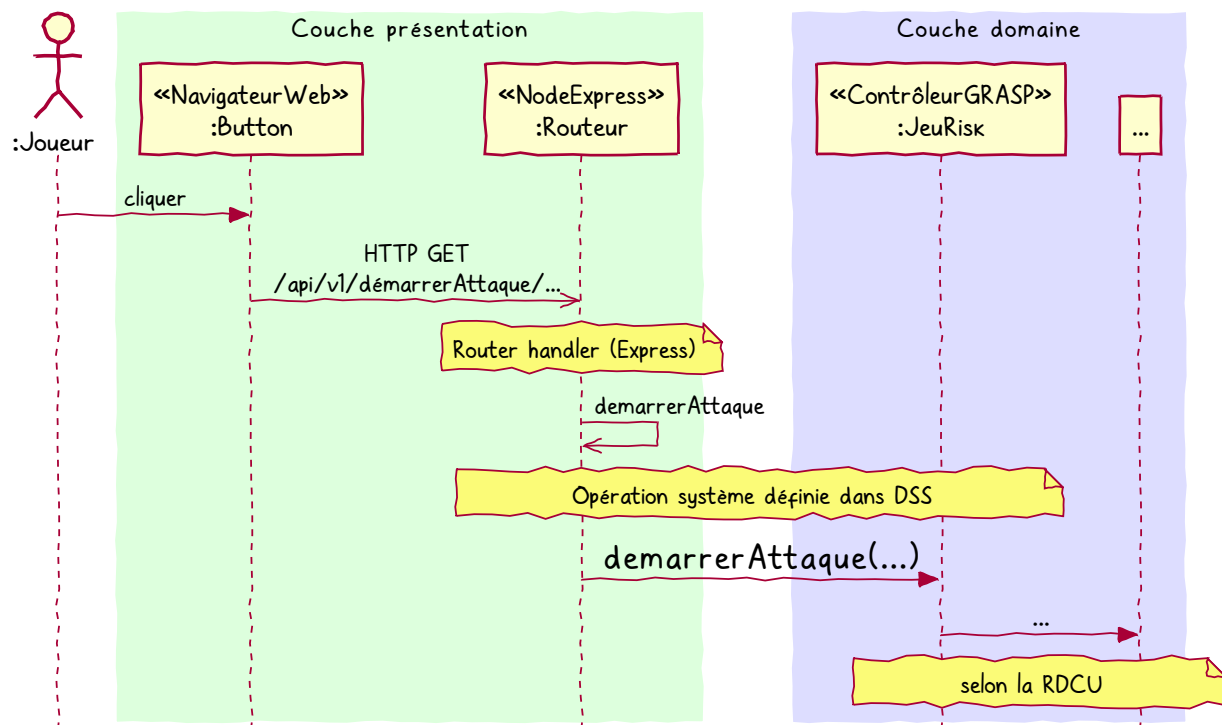 Couche présentation
Couche domaine
:Joueur
«NavigateurWeb»
:Button
«NodeExpress»
:Routeur
«ContrôleurGRASP»
:JeuRisk
...
cliquer
HTTP GET
/api/v1/démarrerAttaque/...
Router handler (Express)
demarrerAttaque
Opération système définie dans DSS
demarrerAttaque(...)
...
selon la RDCU